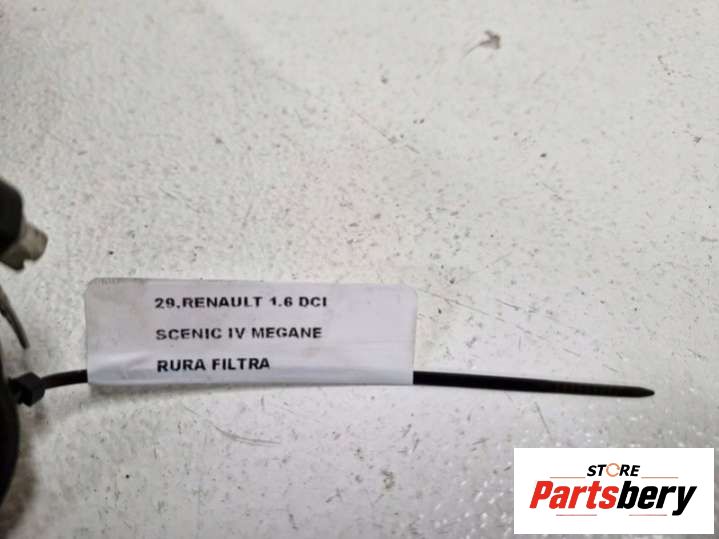 29.RENAULT 1.6 DCI
SCENIC IV MEGANE
RURA FILTRA
STORE
Partsbery